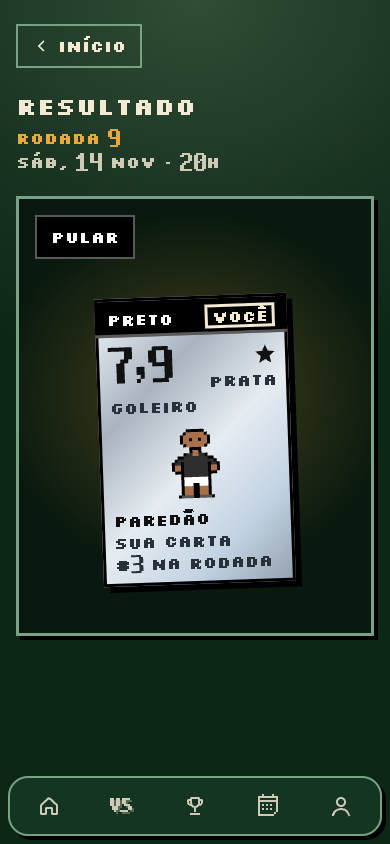 INÍCIO
RESULTADO
RODADA 9
SÁB, 14 NOV · 20H
PULAR
PRETO VOCÊ
7,9 ★
PRATA
GOLEIRO
PAREDÃO
SUA CARTA
#3 NA RODADA
VS